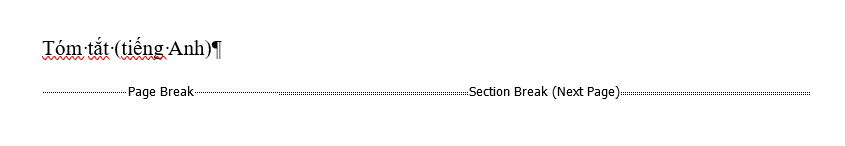 Tóm tắt (tiếng Anh)¶
Page Break Section Break (Next Page)